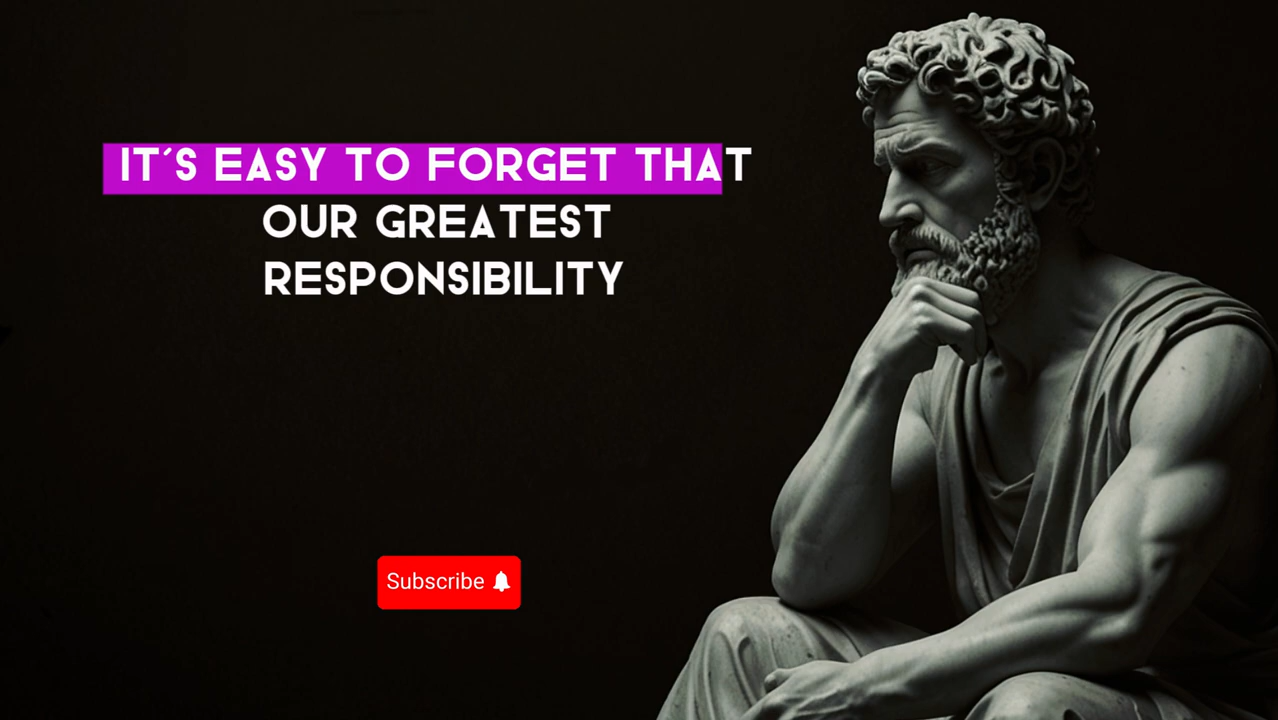 IT'S EASY TO FORGET THAT
OUR GREATEST
RESPONSIBILITY
Subscribe